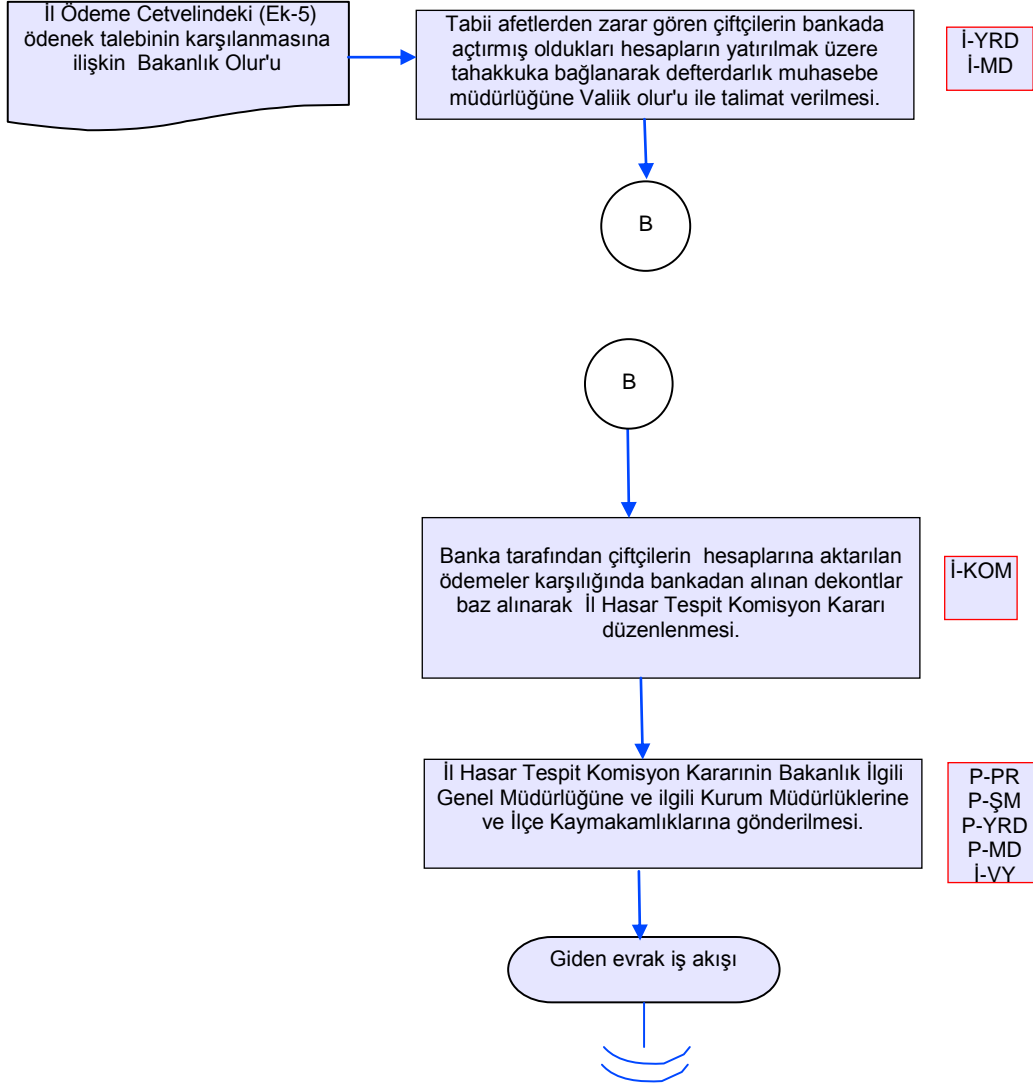 İl Ödeme Cetvelindeki (Ek-5)
ödenek talebinin karşılanmasına
ilişkin Bakanlık Olur'u
Tabii afetlerden zarar gören çiftçilerin bankada
açtırmış oldukları hesapların yatırılmak üzere
tahakkuka bağlanarak defterdarlık muhasebe
müdürlüğüne Valiik olur'u ile talimat verilmesi.
İ-YRD
İ-MD
B
B
Banka tarafından çiftçilerin hesaplarına aktarılan
ödemeler karşılığında bankadan alınan dekontlar
baz alınarak İl Hasar Tespit Komisyon Kararı
düzenlenmesi.
İ-KOM
İl Hasar Tespit Komisyon Kararınin Bakanlık İlgili
Genel Müdürlüğüne ve ilgili Kurum Müdürlüklerine
ve İlçe Kaymakamlıklarına gönderilmesi.
P-PR
P-ŞM
P-YRD
P-MD
İ-VY
Giden evrak iş akışı